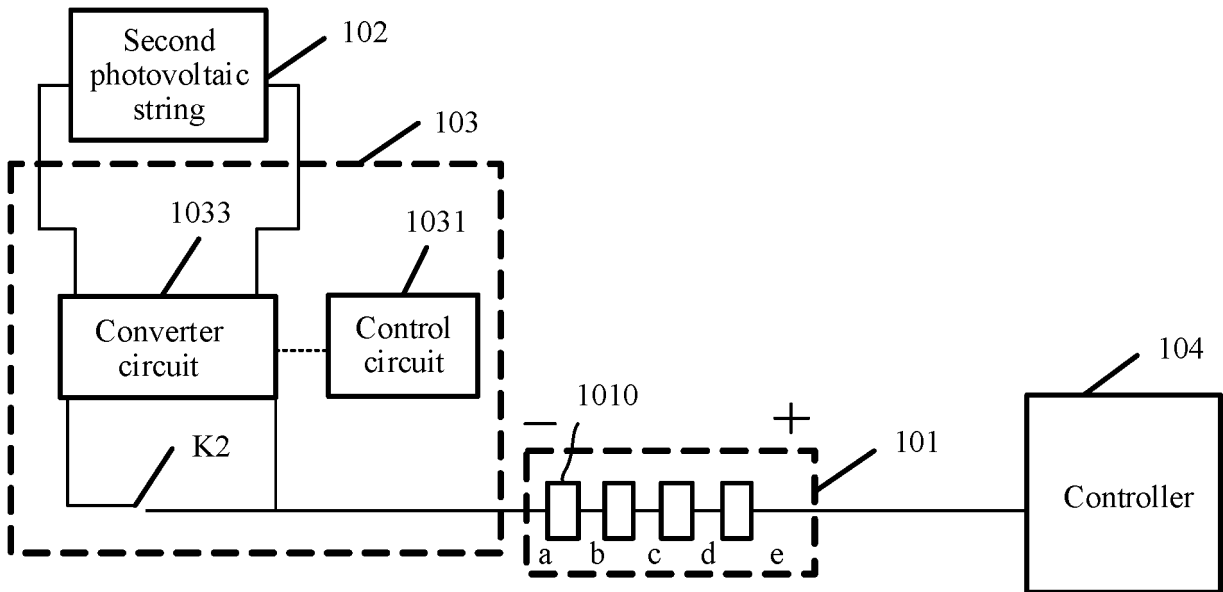 Second
photovoltaic
string
102
103
1033
1031
Converter
circuit
Control
circuit
K2
1010
− +
101
104
a b c d e
Controller